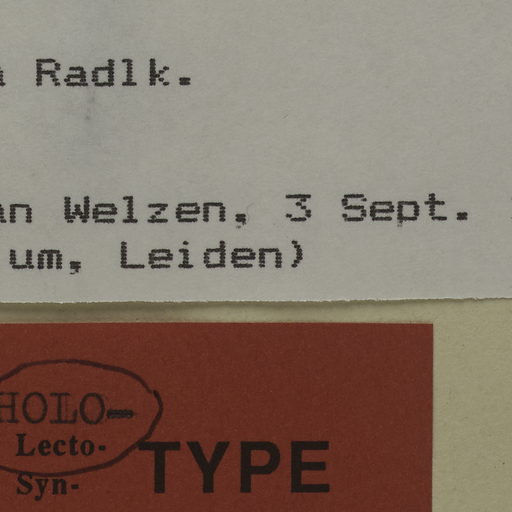 Radlk.
Welzen, 3 Sept.
um, Leiden)
HOLO-
Lecto-
TYPE
Syn-